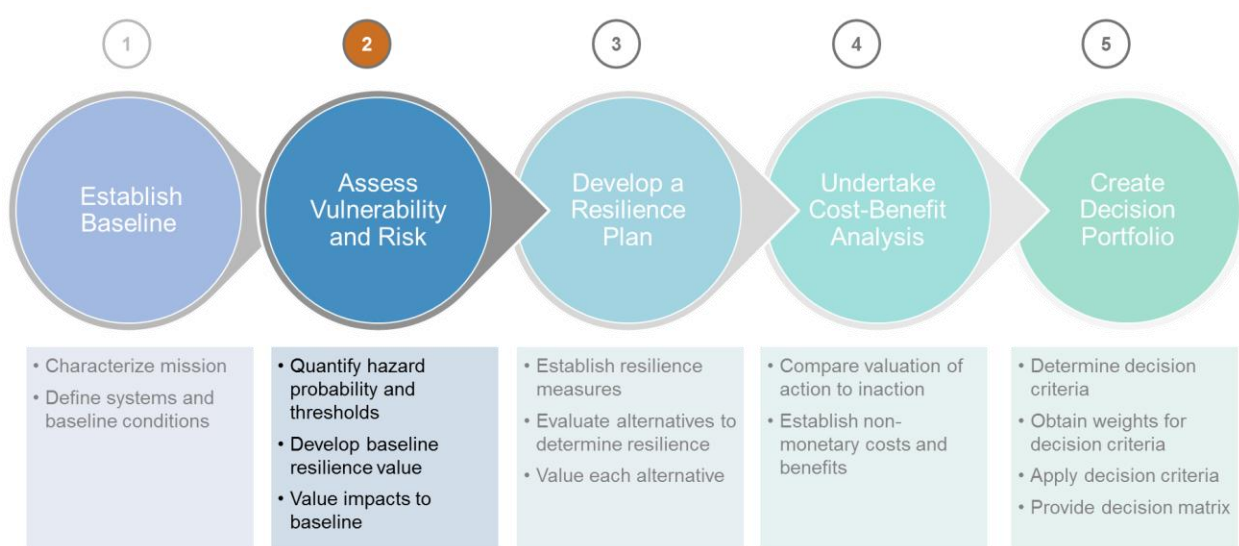 1
2
3
4
5
Establish
Baseline
Assess
Vulnerability
and Risk
Develop a
Resilience
Plan
Undertake
Cost-Benefit
Analysis
Create
Decision
Portfolio
• Characterize mission
• Define systems and
baseline conditions
• Quantify hazard
probability and
thresholds
• Develop baseline
resilience value
• Value impacts to
baseline
• Establish resilience
measures
• Evaluate alternatives to
determine resilience
• Value each alternative
• Compare valuation of
action to inaction
• Establish non-
monetary costs and
benefits
• Determine decision
criteria
• Obtain weights for
decision criteria
• Apply decision criteria
• Provide decision matrix